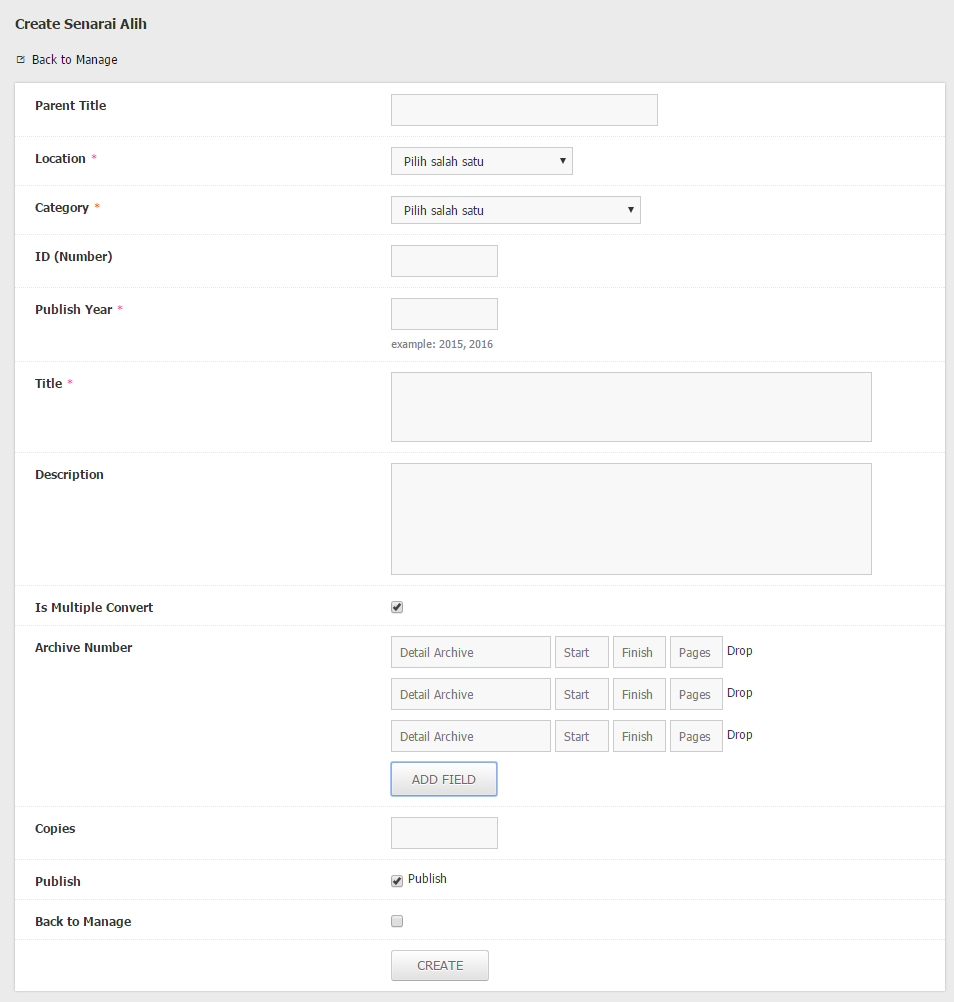 Create Senarai Alih
Back to Manage
Parent Title
Location *
Pilih salah satu
Category *
Pilih salah satu
ID (Number)
Publish Year *
example: 2015, 2016
Title *
Description
Is Multiple Convert
Archive Number
Detail Archive Start Finish Pages Drop
Detail Archive Start Finish Pages Drop
Detail Archive Start Finish Pages Drop
ADD FIELD
Copies
Publish
Publish
Back to Manage
CREATE